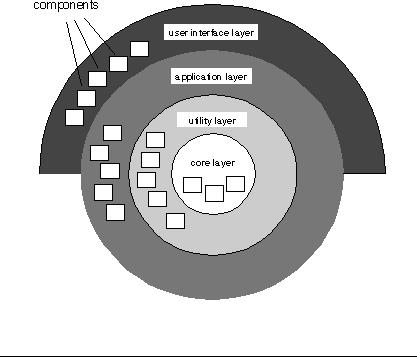 components
user interface layer
application layer
utility layer
core layer